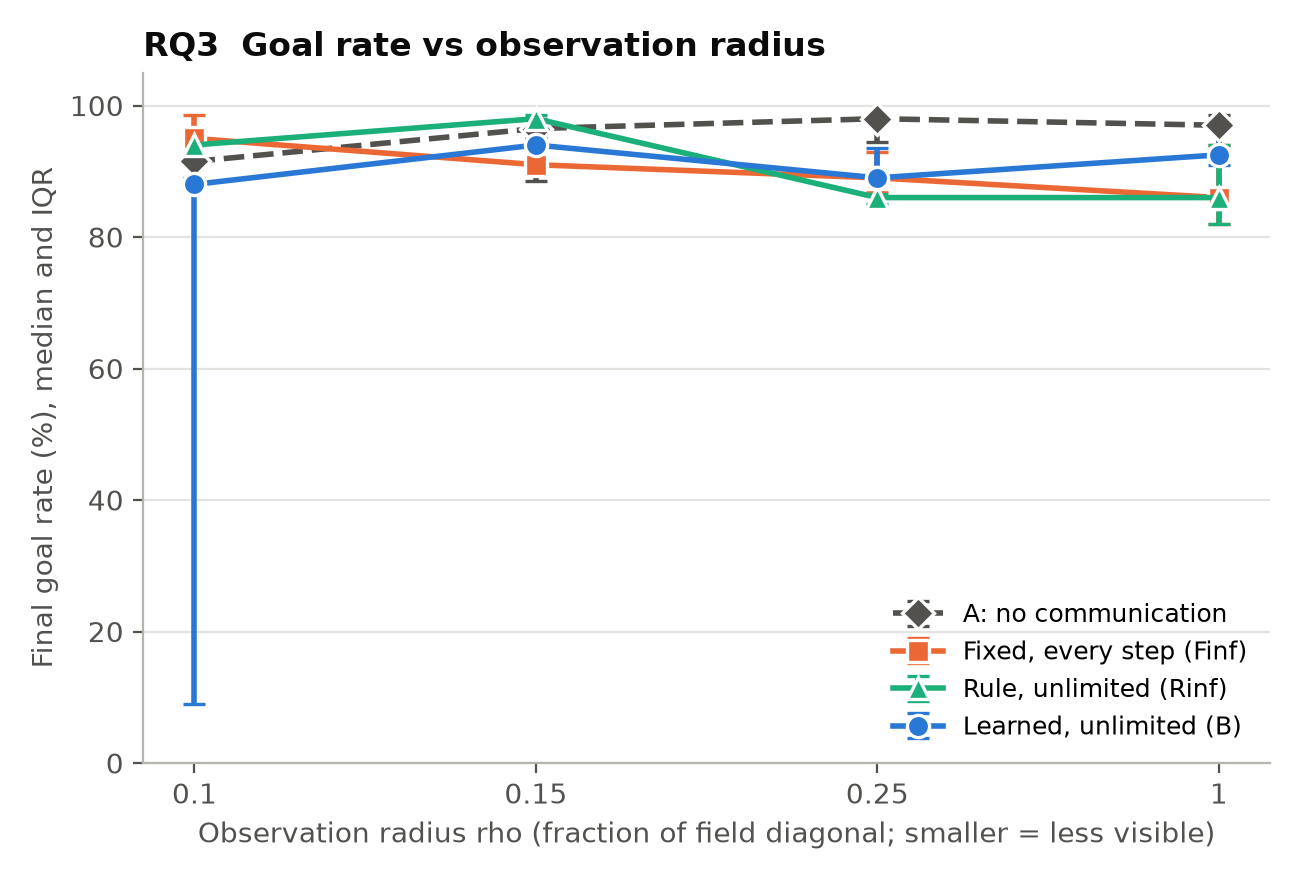 RQ3  Goal rate vs observation radius
Final goal rate (%), median and IQR
100
80
60
40
20
0
A: no communication
Fixed, every step (Finf)
Rule, unlimited (Rinf)
Learned, unlimited (B)
0.1 0.15 0.25 1
Observation radius rho (fraction of field diagonal; smaller = less visible)